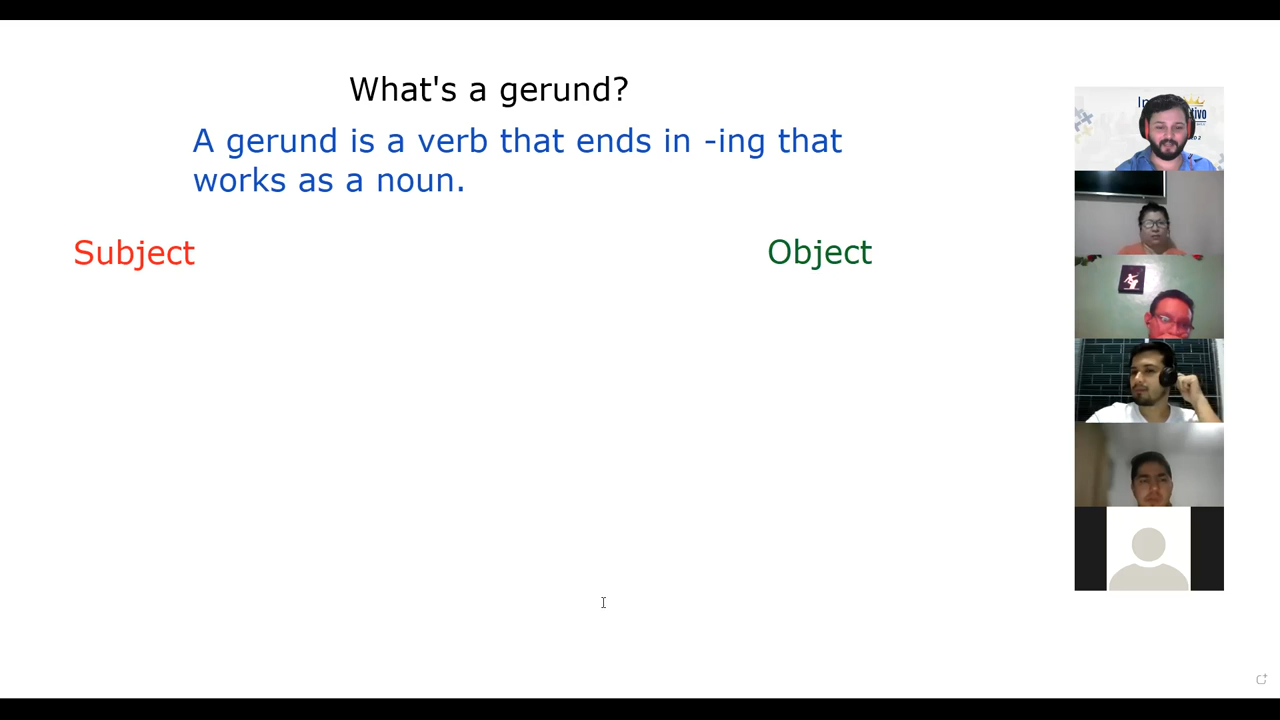 What's a gerund?
A gerund is a verb that ends in -ing that
works as a noun.
Subject
Object